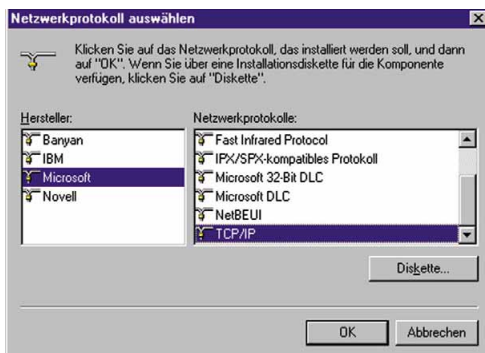 Netzwerkprotokoll auswählen
Klicken Sie auf das Netzwerkprotokoll, das installiert werden soll, und dann
auf "OK". Wenn Sie über eine Installationsdiskette für die Komponente
verfügen, klicken Sie auf "Diskette".
Hersteller:
Banyan
IBM
Microsoft
Novell
Netzwerkprotokolle:
Fast Infrared Protocol
IPX/SPX-kompatibles Protokoll
Microsoft 32-Bit DLC
Microsoft DLC
NetBEUI
TCP/IP
Diskette...
OK
Abbrechen